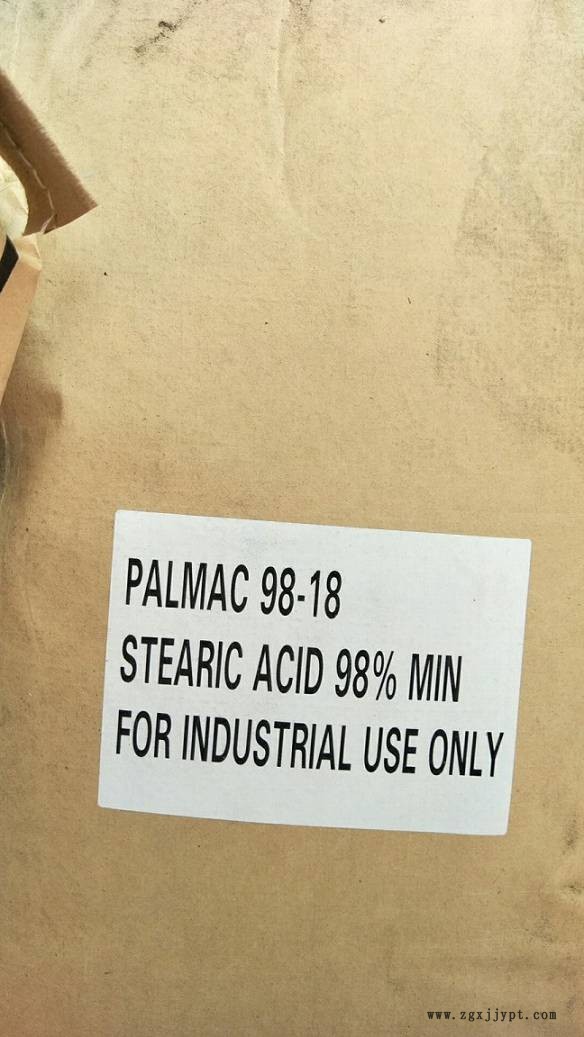 PALMAC 98-18
STEARIC ACID 98% MIN
FOR INDUSTRIAL USE ONLY
www.zgxjjypt.com